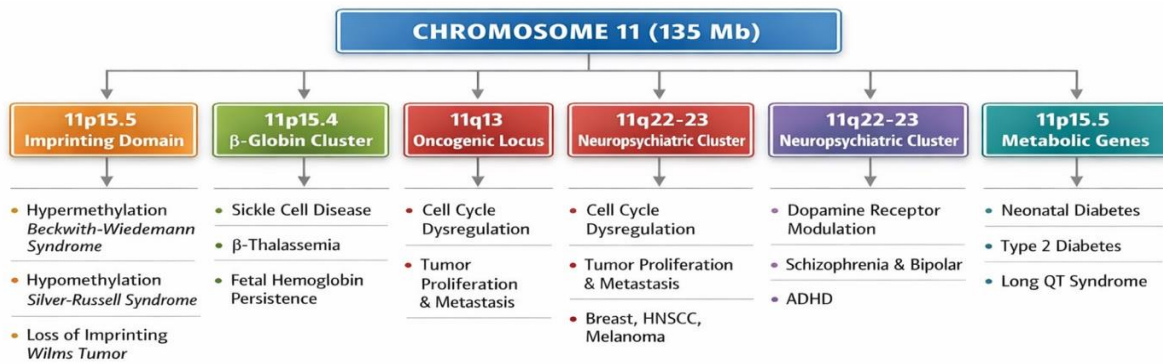 CHROMOSOME 11 (135 Mb)
11p15.5
Imprinting Domain
Hypermethylation
Beckwith-Wiedemann
Syndrome
Hypomethylation
Silver-Russell Syndrome
Loss of Imprinting
Wilms Tumor
11p15.4
β-Globin Cluster
Sickle Cell Disease
β-Thalassemia
Fetal Hemoglobin
Persistence
11q13
Oncogenic Locus
Cell Cycle
Dysregulation
Tumor
Proliferation
& Metastasis
11q22-23
Neuropsychiatric Cluster
Cell Cycle
Dysregulation
Tumor Proliferation
& Metastasis
Breast, HNSCC,
Melanoma
11q22-23
Neuropsychiatric Cluster
Dopamine Receptor
Modulation
Schizophrenia & Bipolar
ADHD
11p15.5
Metabolic Genes
Neonatal Diabetes
Type 2 Diabetes
Long QT Syndrome